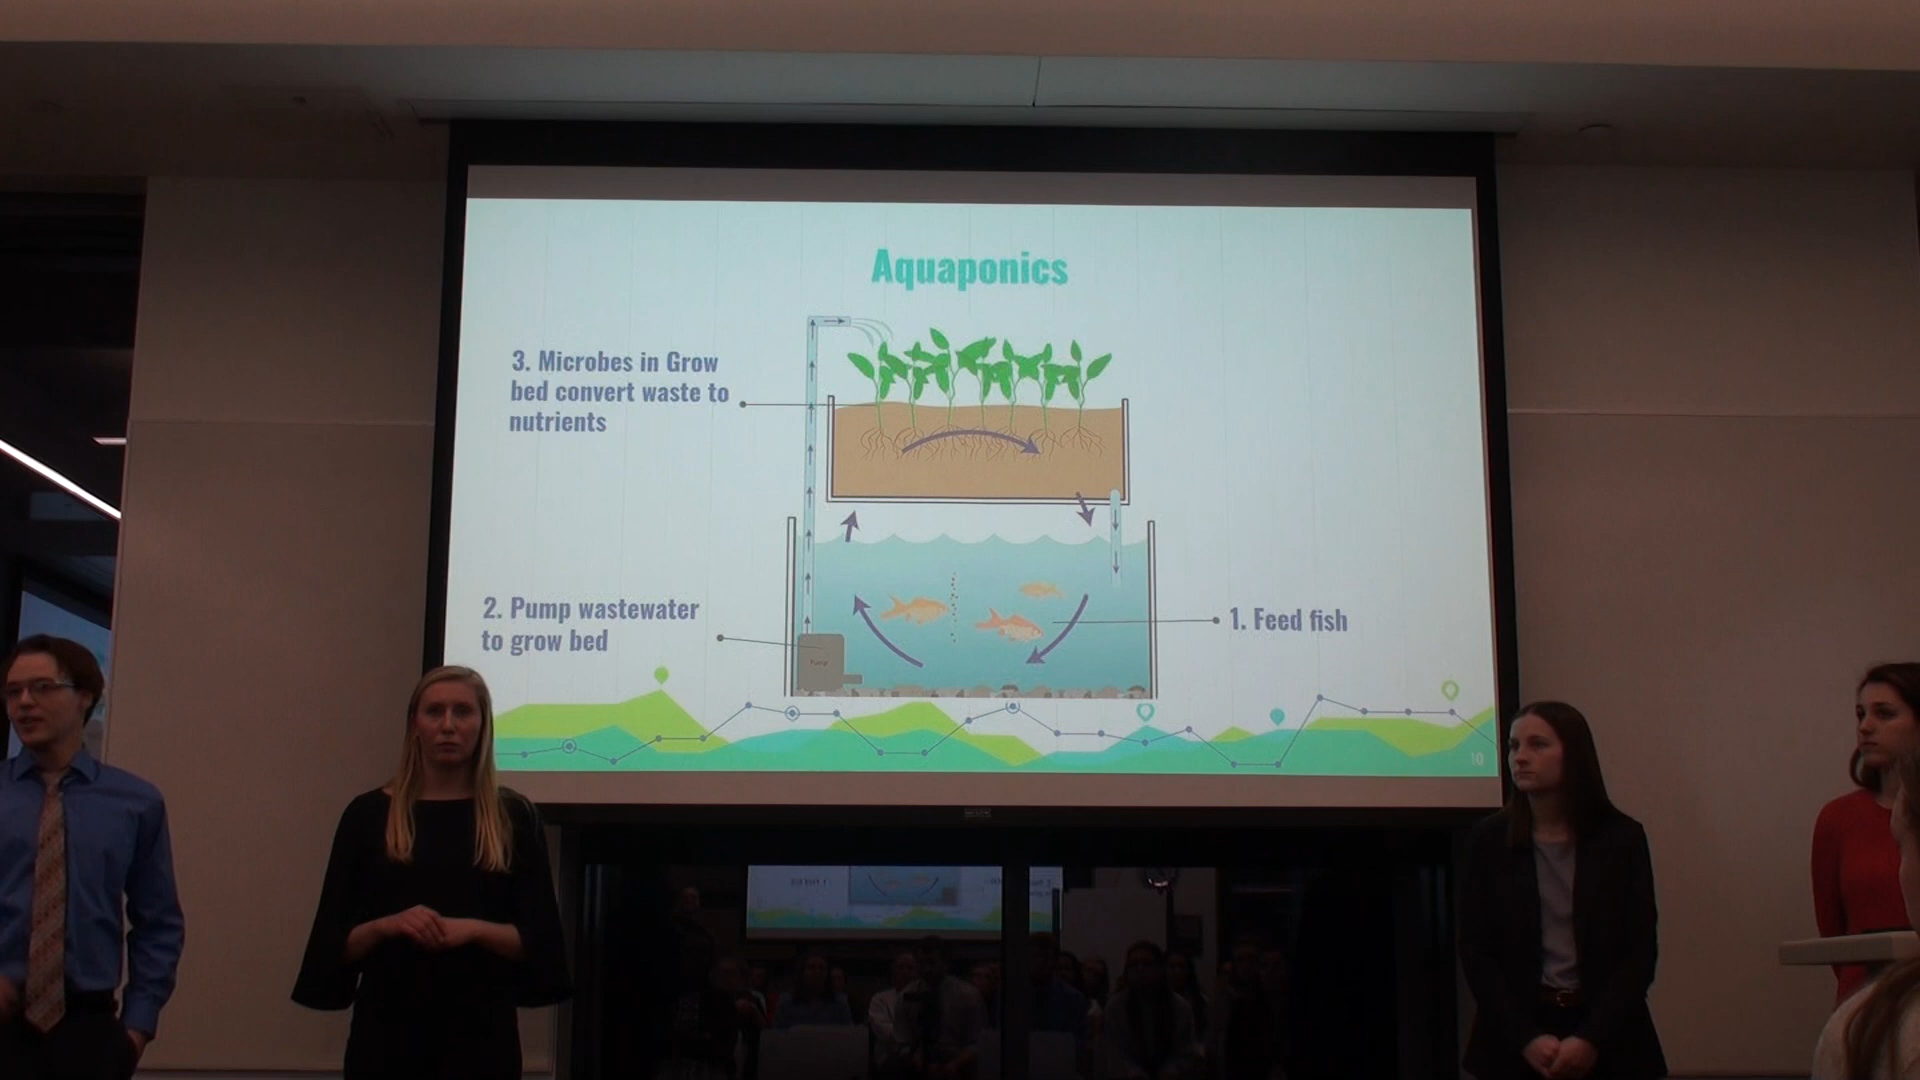 Aquaponics
3. Microbes in Grow
bed convert waste to
nutrients
2. Pump wastewater
to grow bed
Pump
1. Feed fish
10